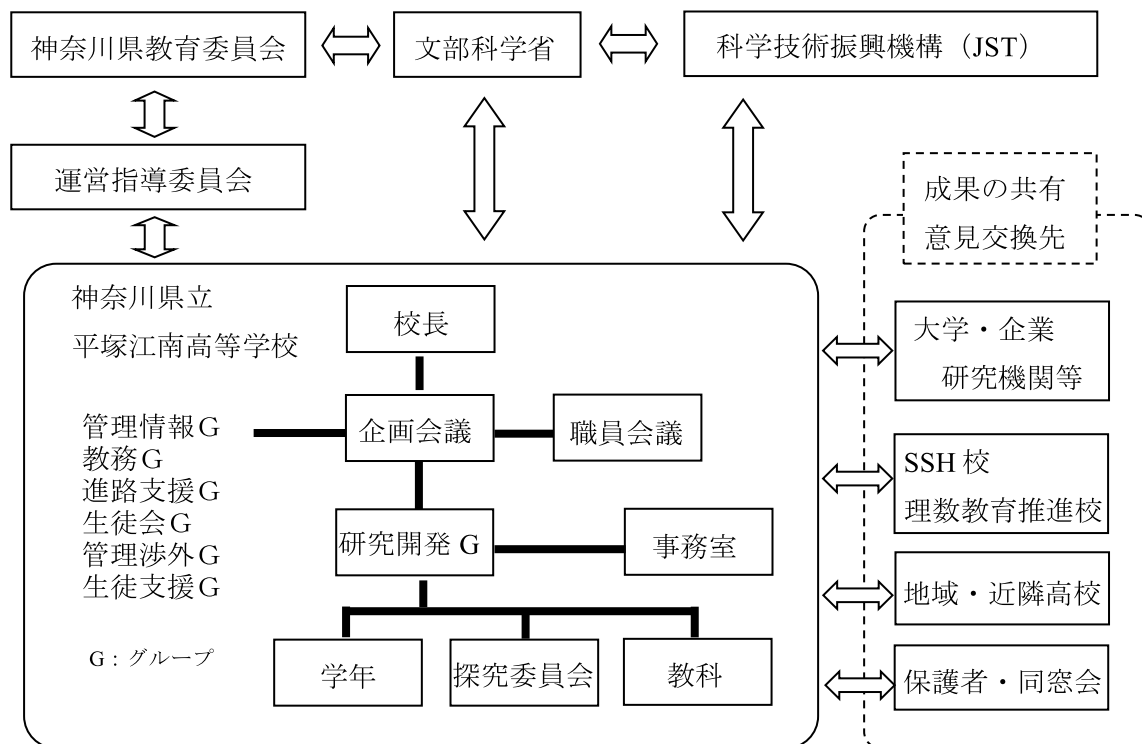 神奈川県教育委員会
文部科学省
科学技術振興機構（JST）
運営指導委員会
成果の共有
意見交換先
神奈川県立
平塚江南高等学校
校長
大学・企業
研究機関等
管理情報G
教務G
進路支援G
生徒会G
管理渉外G
生徒支援G
企画会議
職員会議
SSH 校
理数教育推進校
研究開発 G
事務室
地域・近隣高校
G：グループ
学年
探究委員会
教科
保護者・同窓会